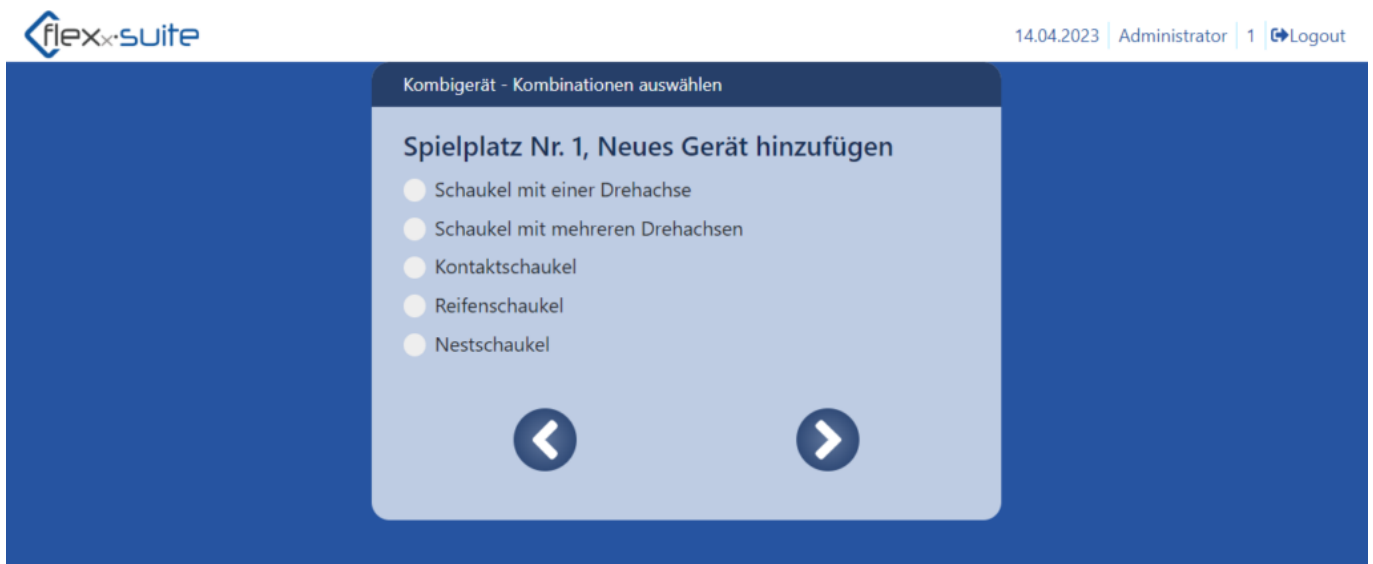 flexx·suite
14.04.2023 Administrator 1 Logout
Kombigerät - Kombinationen auswählen
Spielplatz Nr. 1, Neues Gerät hinzufügen
Schaukel mit einer Drehachse
Schaukel mit mehreren Drehachsen
Kontaktschaukel
Reifenschaukel
Nestschaukel